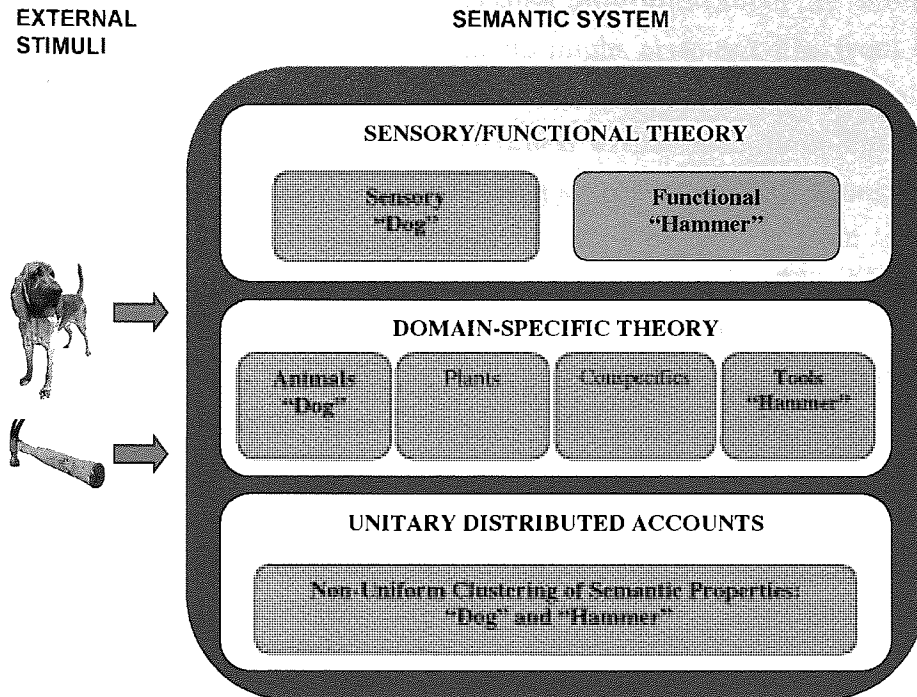 EXTERNAL
STIMULI
SEMANTIC SYSTEM
SENSORY/FUNCTIONAL THEORY
Sensory
“Dog”
Functional
“Hammer”
DOMAIN-SPECIFIC THEORY
Animals
“Dog”
Plants
Conspecifics
Tools
“Hammer”
UNITARY DISTRIBUTED ACCOUNTS
Non-Uniform Clustering of Semantic Properties:
“Dog” and “Hammer”